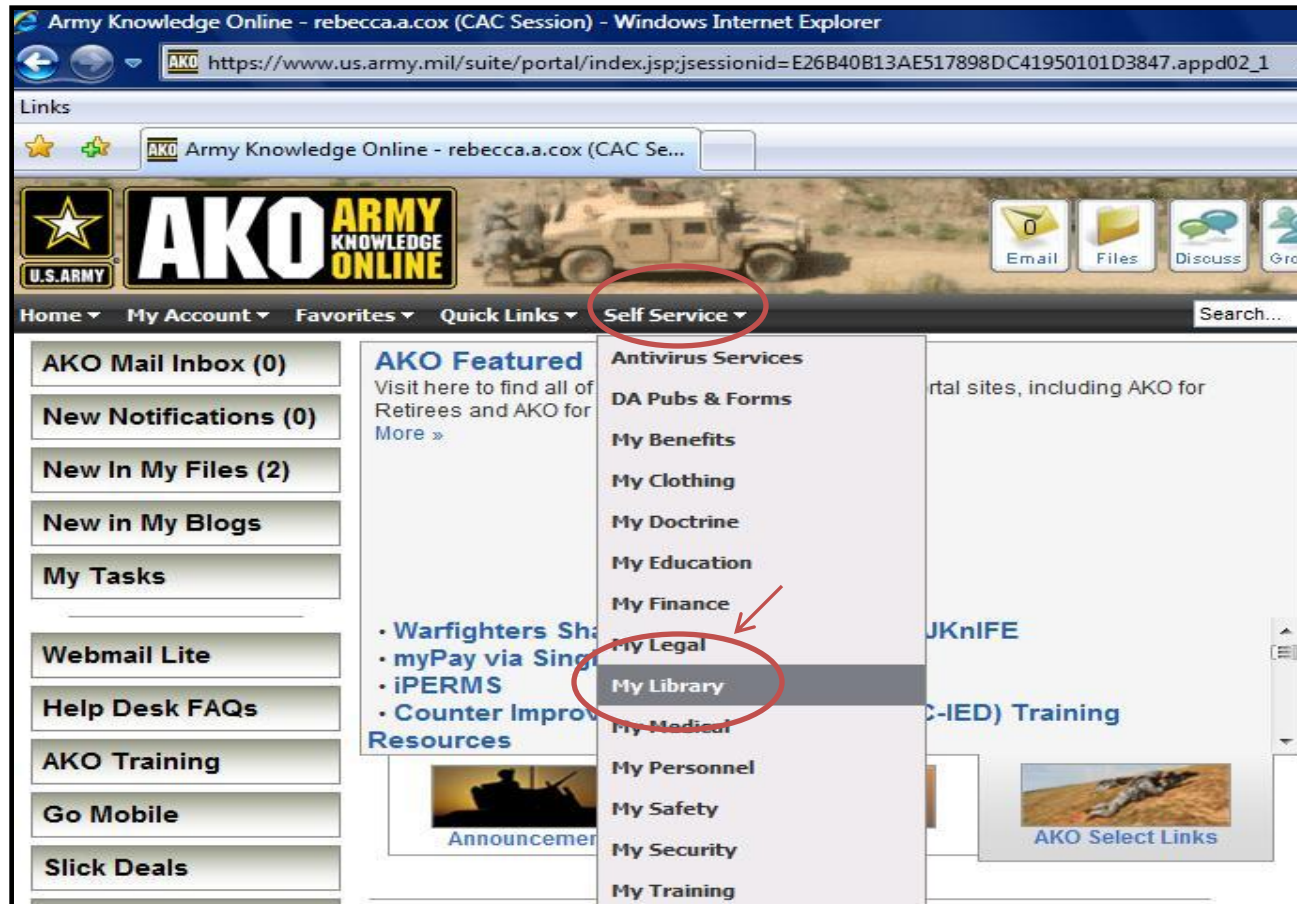 Army Knowledge Online - rebecca.a.cox (CAC Session) - Windows Internet Explorer
AKO https://www.us.army.mil/suite/portal/index.jsp;jsessionid=E26B40B13AE517898DC41950101D3847.appd02_1
Links
AKO Army Knowledge Online - rebecca.a.cox (CAC Se...
U.S.ARMY
AKO ARMY KNOWLEDGE ONLINE
0
Email Files Discuss Gro
Home My Account Favorites Quick Links Self Service Search...
AKO Mail Inbox (0)
New Notifications (0)
New In My Files (2)
New in My Blogs
My Tasks
Webmail Lite
Help Desk FAQs
AKO Training
Go Mobile
Slick Deals
AKO Featured
Visit here to find all of rtal sites, including AKO for
Retirees and AKO for
More »
• Warfighters Sha JKnIFE
• myPay via Singl
• iPERMS
• Counter Improv C-IED) Training
Resources
Announcemen
AKO Select Links
Antivirus Services
DA Pubs & Forms
My Benefits
My Clothing
My Doctrine
My Education
My Finance
My Legal
My Library
My Medical
My Personnel
My Safety
My Security
My Training